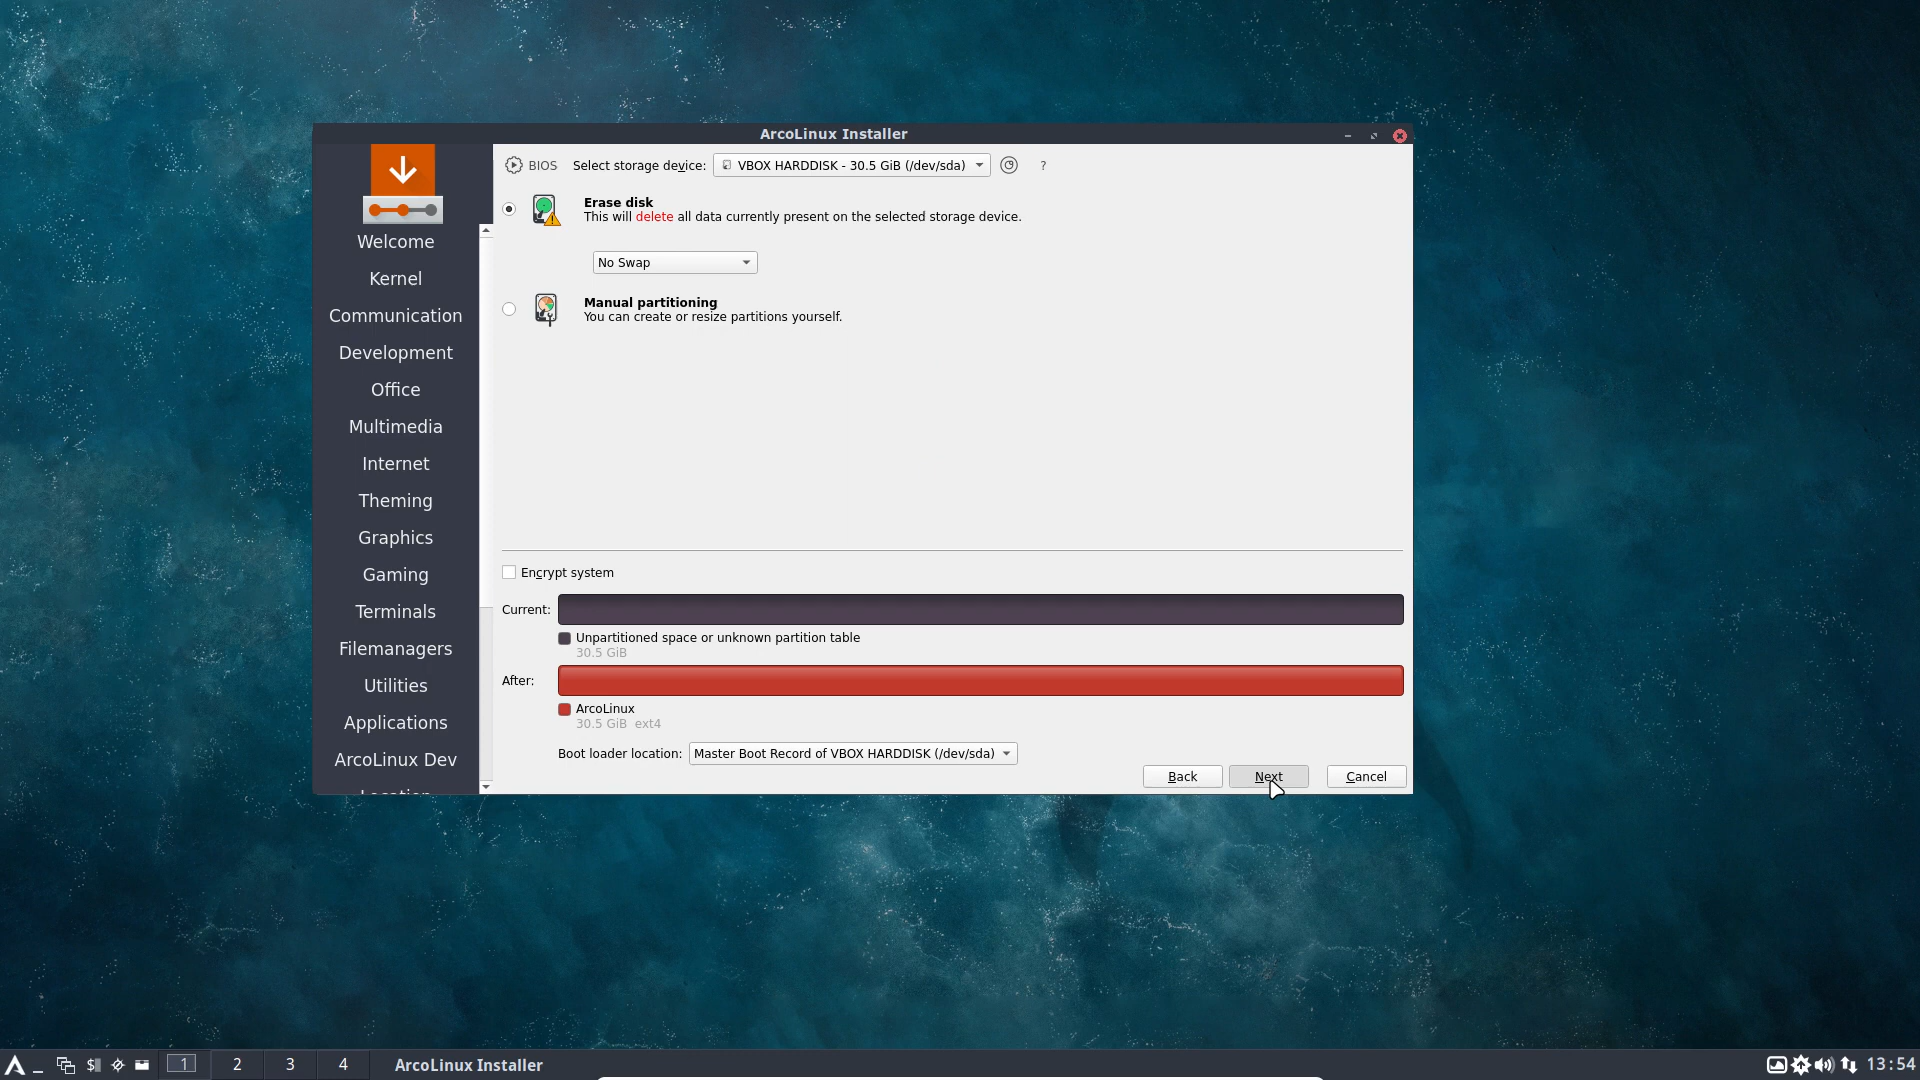 ArcoLinux Installer
BIOS Select storage device: VBOX HARDDISK - 30.5 GiB (/dev/sda) ?
Erase disk
This will delete all data currently present on the selected storage device.
No Swap
Manual partitioning
You can create or resize partitions yourself.
Welcome
Kernel
Communication
Development
Office
Multimedia
Internet
Theming
Graphics
Gaming
Terminals
Filemanagers
Utilities
Applications
ArcoLinux Dev
Encrypt system
Current:
Unpartitioned space or unknown partition table
30.5 GiB
After:
ArcoLinux
30.5 GiB ext4
Boot loader location: Master Boot Record of VBOX HARDDISK (/dev/sda)
Back Next Cancel
1 2 3 4 ArcoLinux Installer 13:54